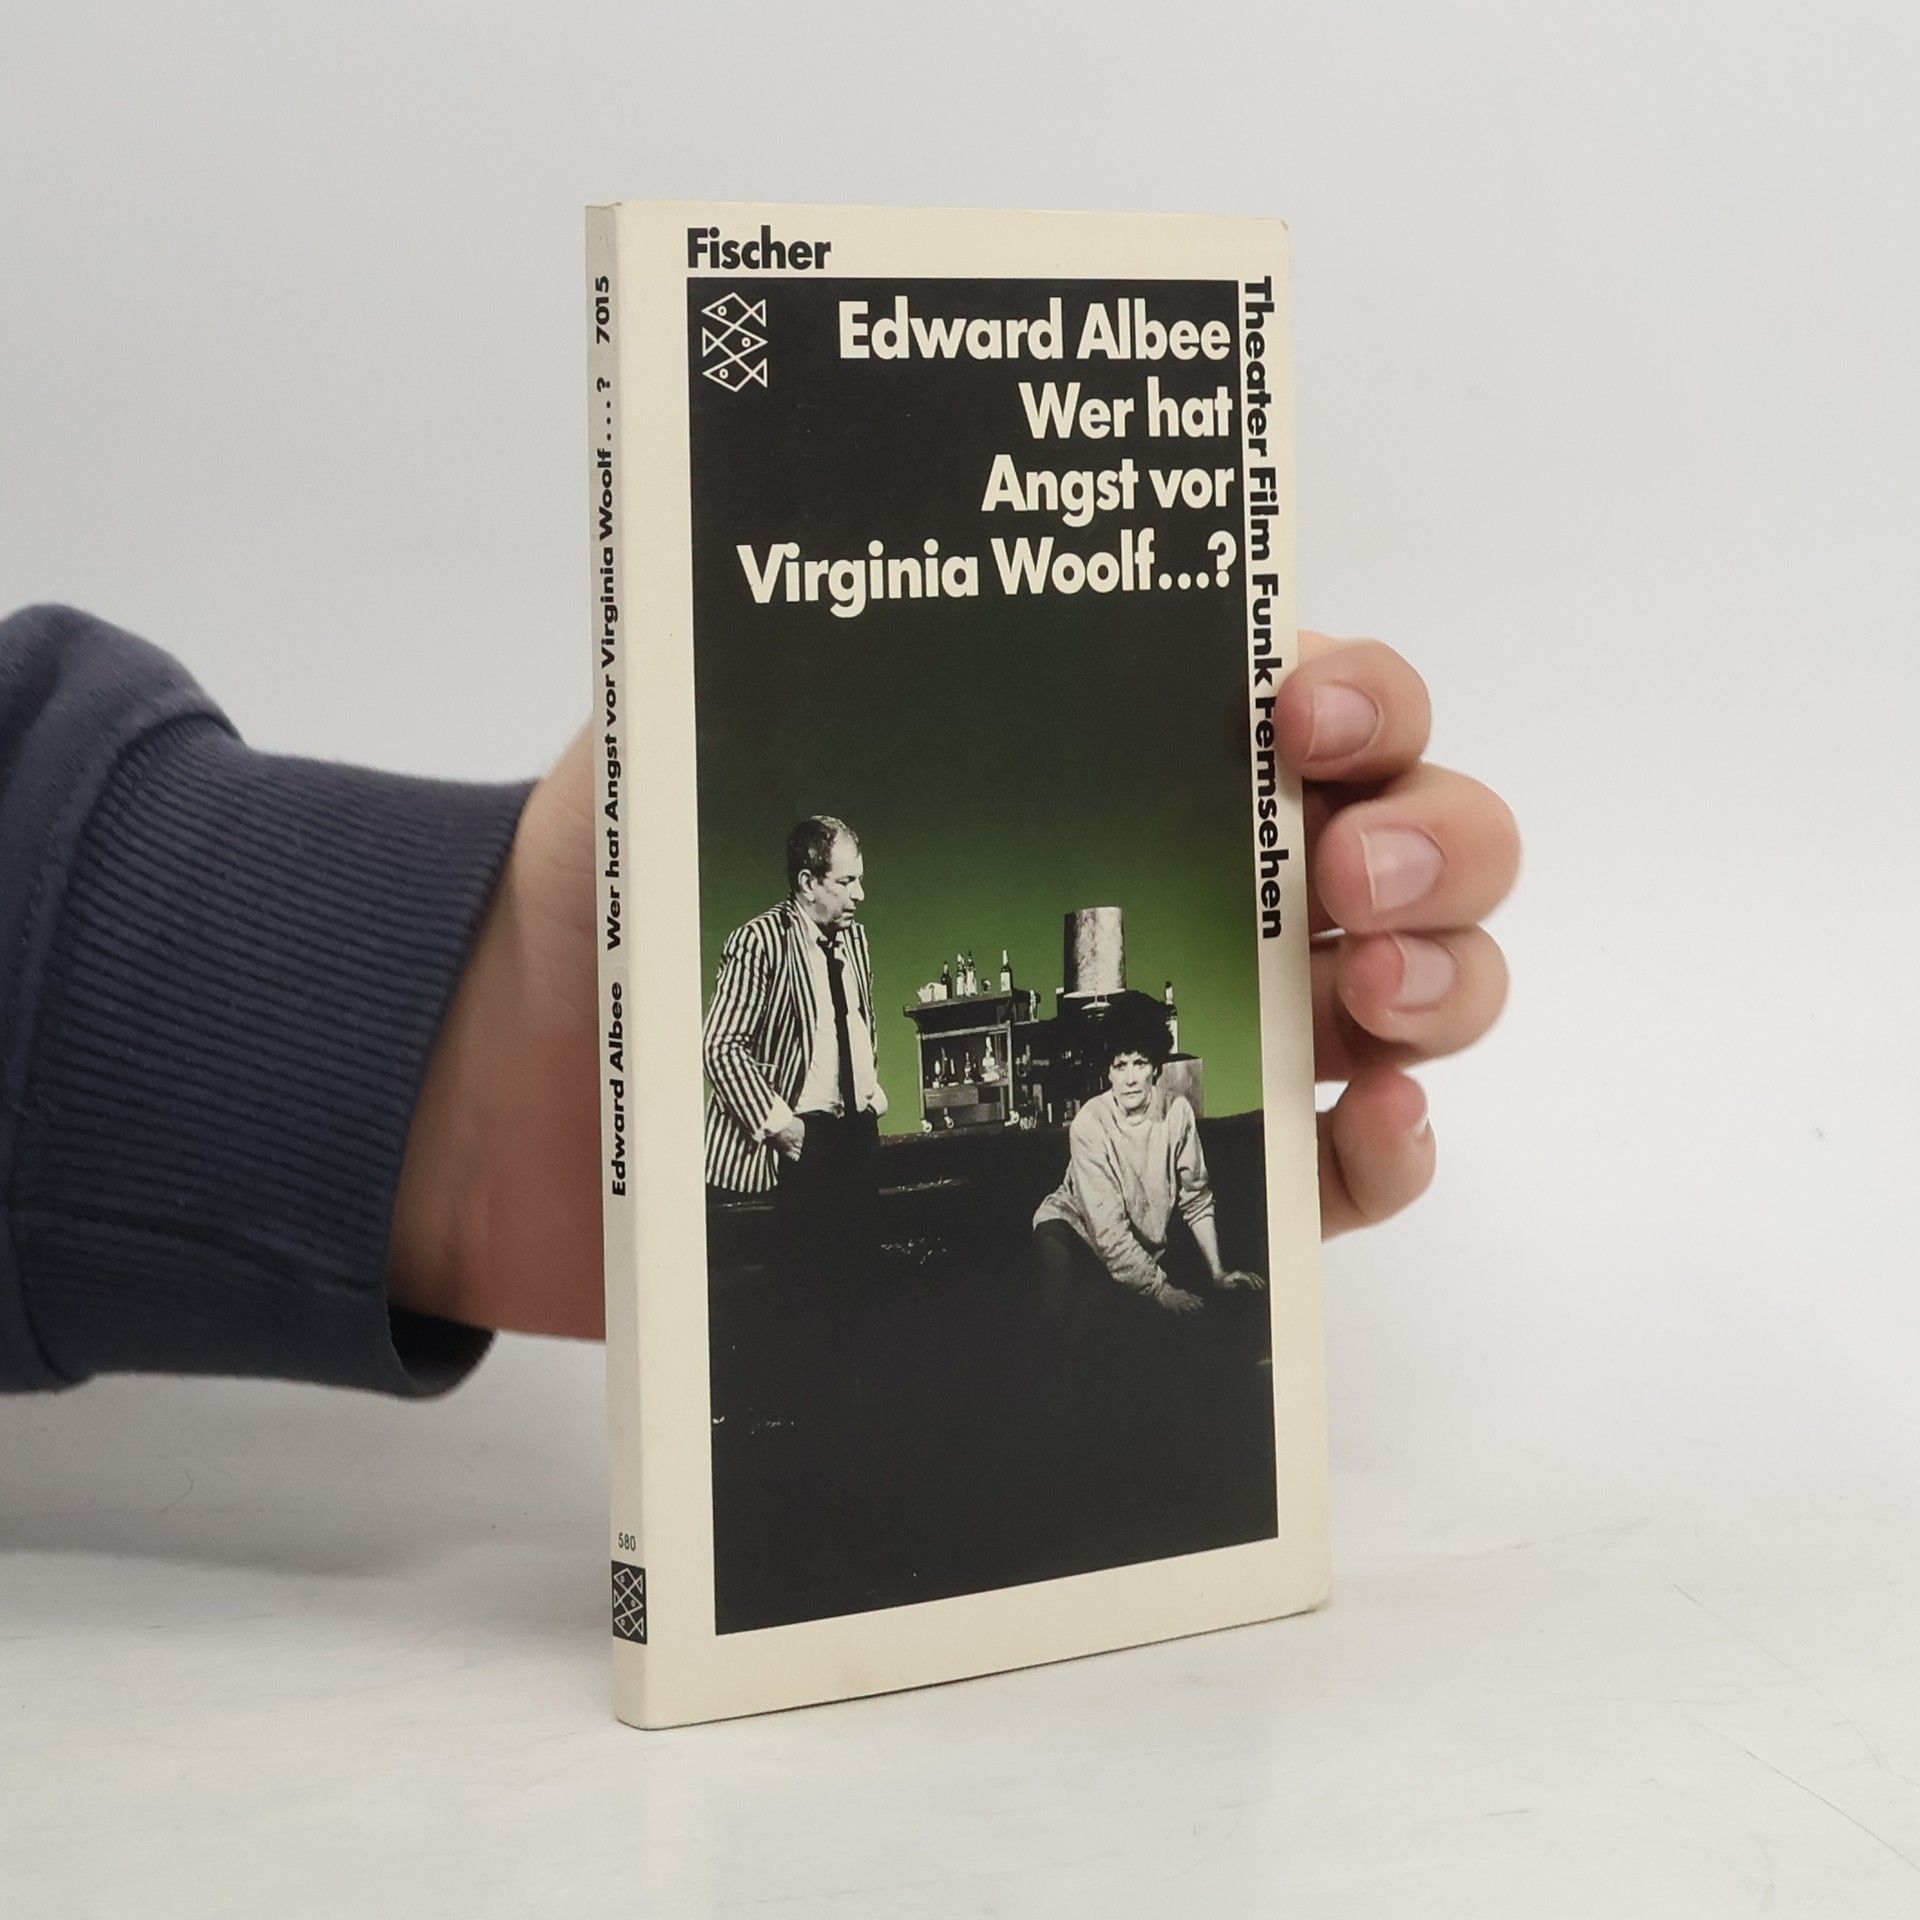 Fischer
Edward Albee
Wer hat
Angst vor
Virginia Woolf...?
Theater Film Funk Fernsehen
Edward Albee Wer hat Angst vor Virginia Woolf...? 7015
580